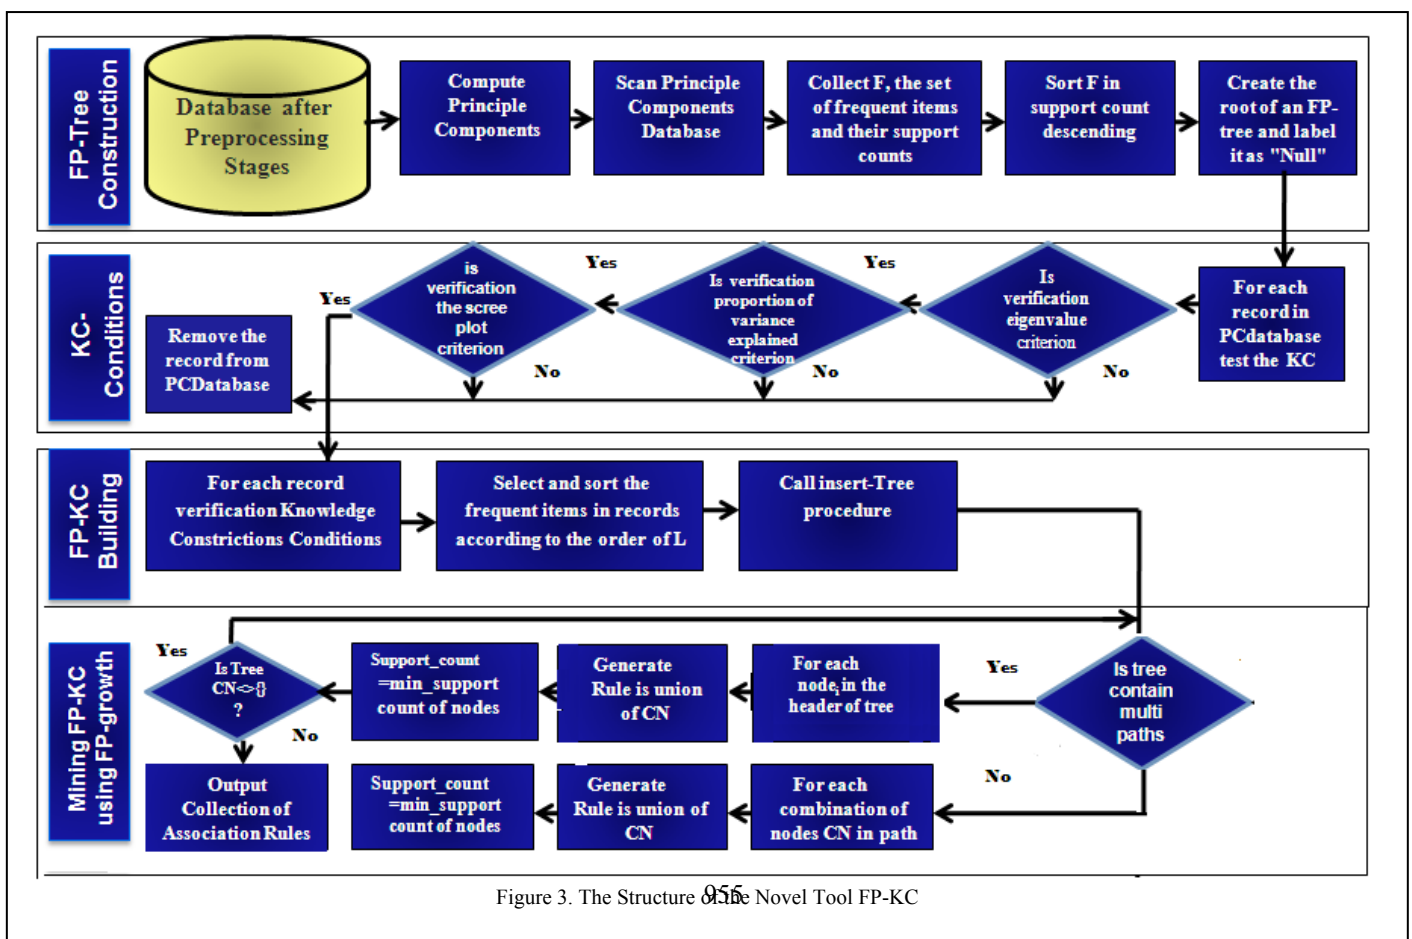 FP-Tree
Construction
Database after
Preprocessing
Stages
Compute
Principle
Components
Scan Principle
Components
Database
Collect F, the set
of frequent items
and their support
counts
Sort F in
support count
descending
Create the
root of an FP-
tree and label
it as "Null"
KC-
Conditions
For each
record in
PCdatabase
test the KC
Is
verification
eigenvalue
criterion
Yes
No
Is verification
proportion of
variance
explained
criterion
Yes
No
is
verification
the scree
plot
criterion
Yes
No
Remove the
record from
PCDatabase
FP-KC
Building
For each record
verification Knowledge
Constrictions Conditions
Select and sort the
frequent items in records
according to the order of L
Call insert-Tree
procedure
Mining FP-KC
using FP-growth
Is tree
contain
multi
paths
Yes
For each
nodei in the
header of tree
Generate
Rule is union
of CN
Support_count
=min_support
count of nodes
Is Tree
CN<>{}
?
Yes
No
Output
Collection of
Association Rules
No
For each
combination of
nodes CN in path
Generate
Rule is union of
CN
Support_count
=min_support
count of nodes
Figure 3. The Structure of the Novel Tool FP-KC
955